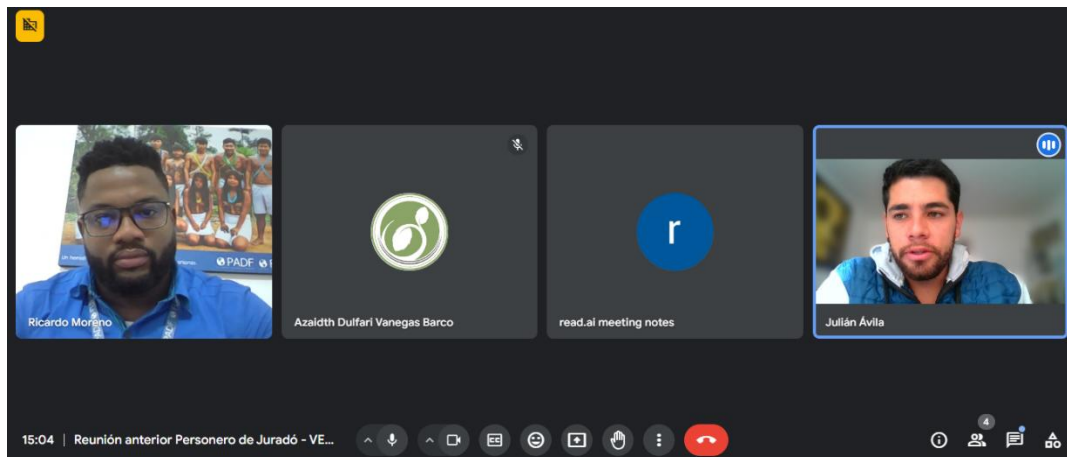 PADF
Ricardo Moreno
Azaidth Dulfari Vanegas Barco
r
read.ai meeting notes
Julián Ávila
4
15:04 | Reunión anterior Personero de Juradó - VE...
CC